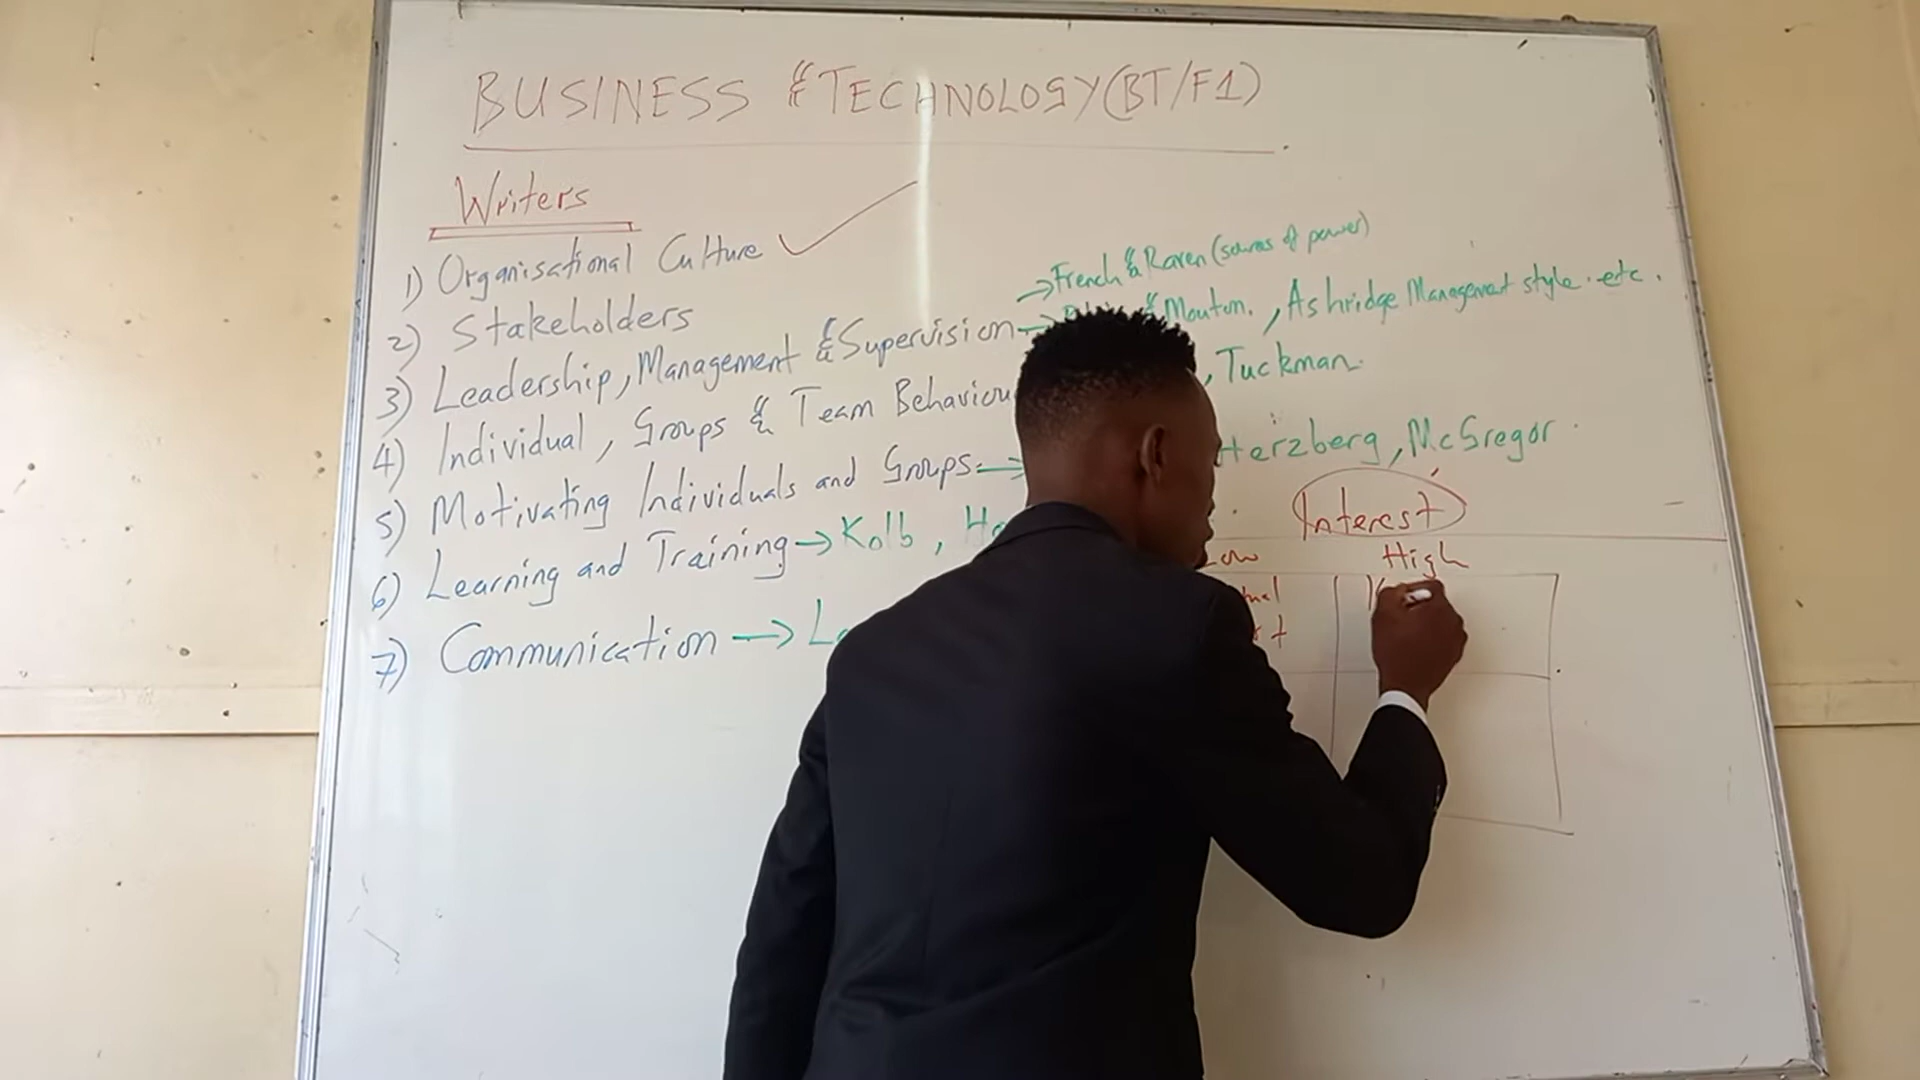 BUSINESS & TECHNOLOGY (BT/F1)
Writers
1) Organisational Culture
2) Stakeholders
3) Leadership, Management & Supervision → French & Raven (sources of power)
→ & Mouton. , Ashridge Management style. etc.
4) Individual, Groups & Team Behaviour , Tuckman.
5) Motivating Individuals and Groups → Herzberg, McGregor.
6) Learning and Training → Kolb,
7) Communication →
Interest
Low High